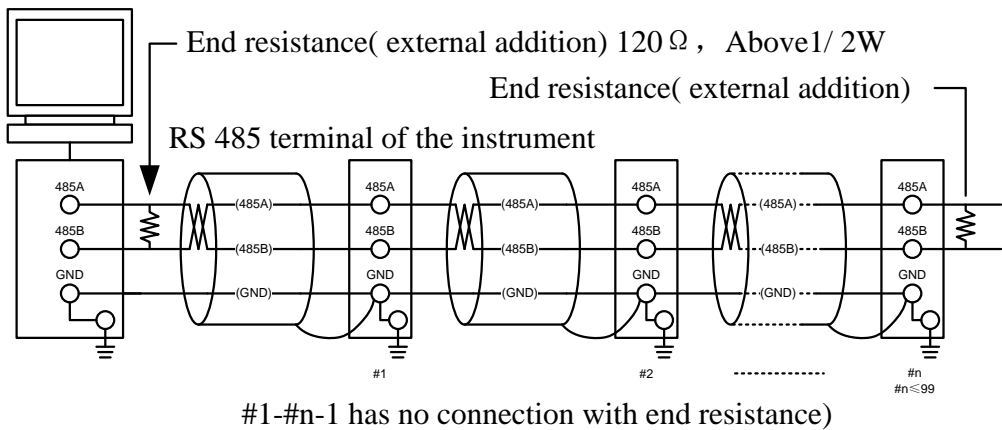 End resistance( external addition) 120Ω， Above1/ 2W
End resistance( external addition)
RS 485 terminal of the instrument
485A (485A) 485A (485A) 485A (485A) 485A
485B (485B) 485B (485B) 485B (485B) 485B
GND (GND) GND (GND) GND (GND) GND
#1 #2 #n
#n≤99
#1-#n-1 has no connection with end resistance)